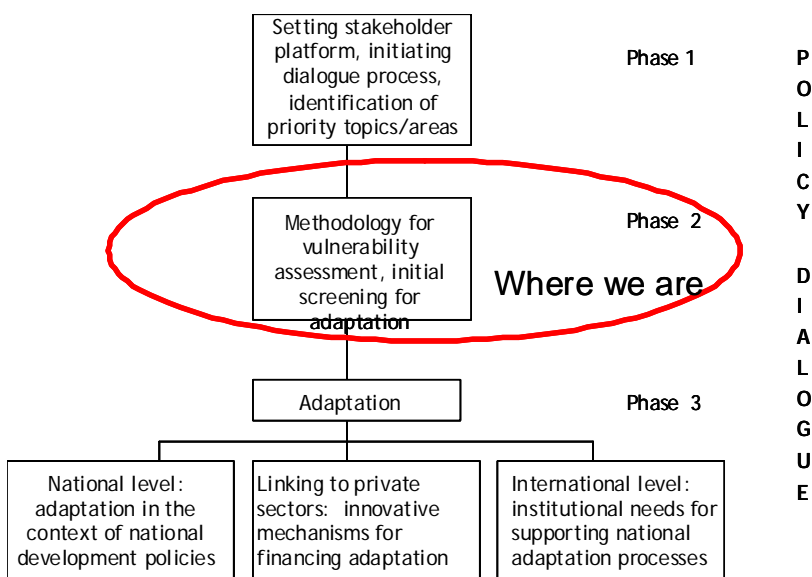 Setting stakeholder
platform, initiating
dialogue process,
identification of
priority topics/areas
Phase 1
Methodology for
vulnerability
assessment, initial
screening for
adaptation
Phase 2
Where we are
Adaptation
Phase 3
National level:
adaptation in the
context of national
development policies
Linking to private
sectors: innovative
mechanisms for
financing adaptation
International level:
institutional needs for
supporting national
adaptation processes
P
O
L
I
C
Y
D
I
A
L
O
G
U
E